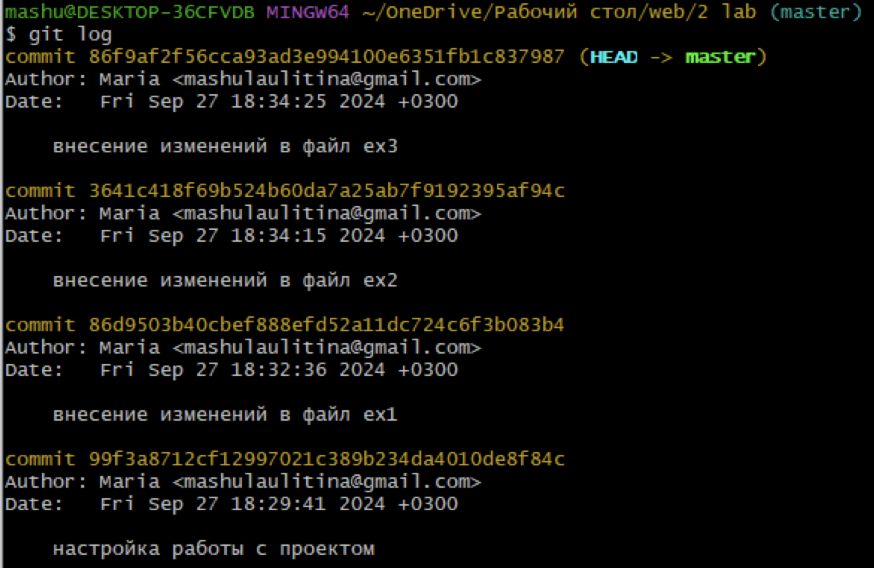 mashu@DESKTOP-36CFVDB MINGW64 ~/OneDrive/Рабочий стол/web/2 lab (master)
$ git log
commit 86f9af2f56cca93ad3e994100e6351fb1c837987 (HEAD -> master)
Author: Maria <mashulaulitina@gmail.com>
Date:   Fri Sep 27 18:34:25 2024 +0300
внесение изменений в файл ex3
commit 3641c418f69b524b60da7a25ab7f9192395af94c
Author: Maria <mashulaulitina@gmail.com>
Date:   Fri Sep 27 18:34:15 2024 +0300
внесение изменений в файл ex2
commit 86d9503b40cbef888efd52a11dc724c6f3b083b4
Author: Maria <mashulaulitina@gmail.com>
Date:   Fri Sep 27 18:32:36 2024 +0300
внесение изменений в файл ex1
commit 99f3a8712cf12997021c389b234da4010de8f84c
Author: Maria <mashulaulitina@gmail.com>
Date:   Fri Sep 27 18:29:41 2024 +0300
настройка работы с проектом